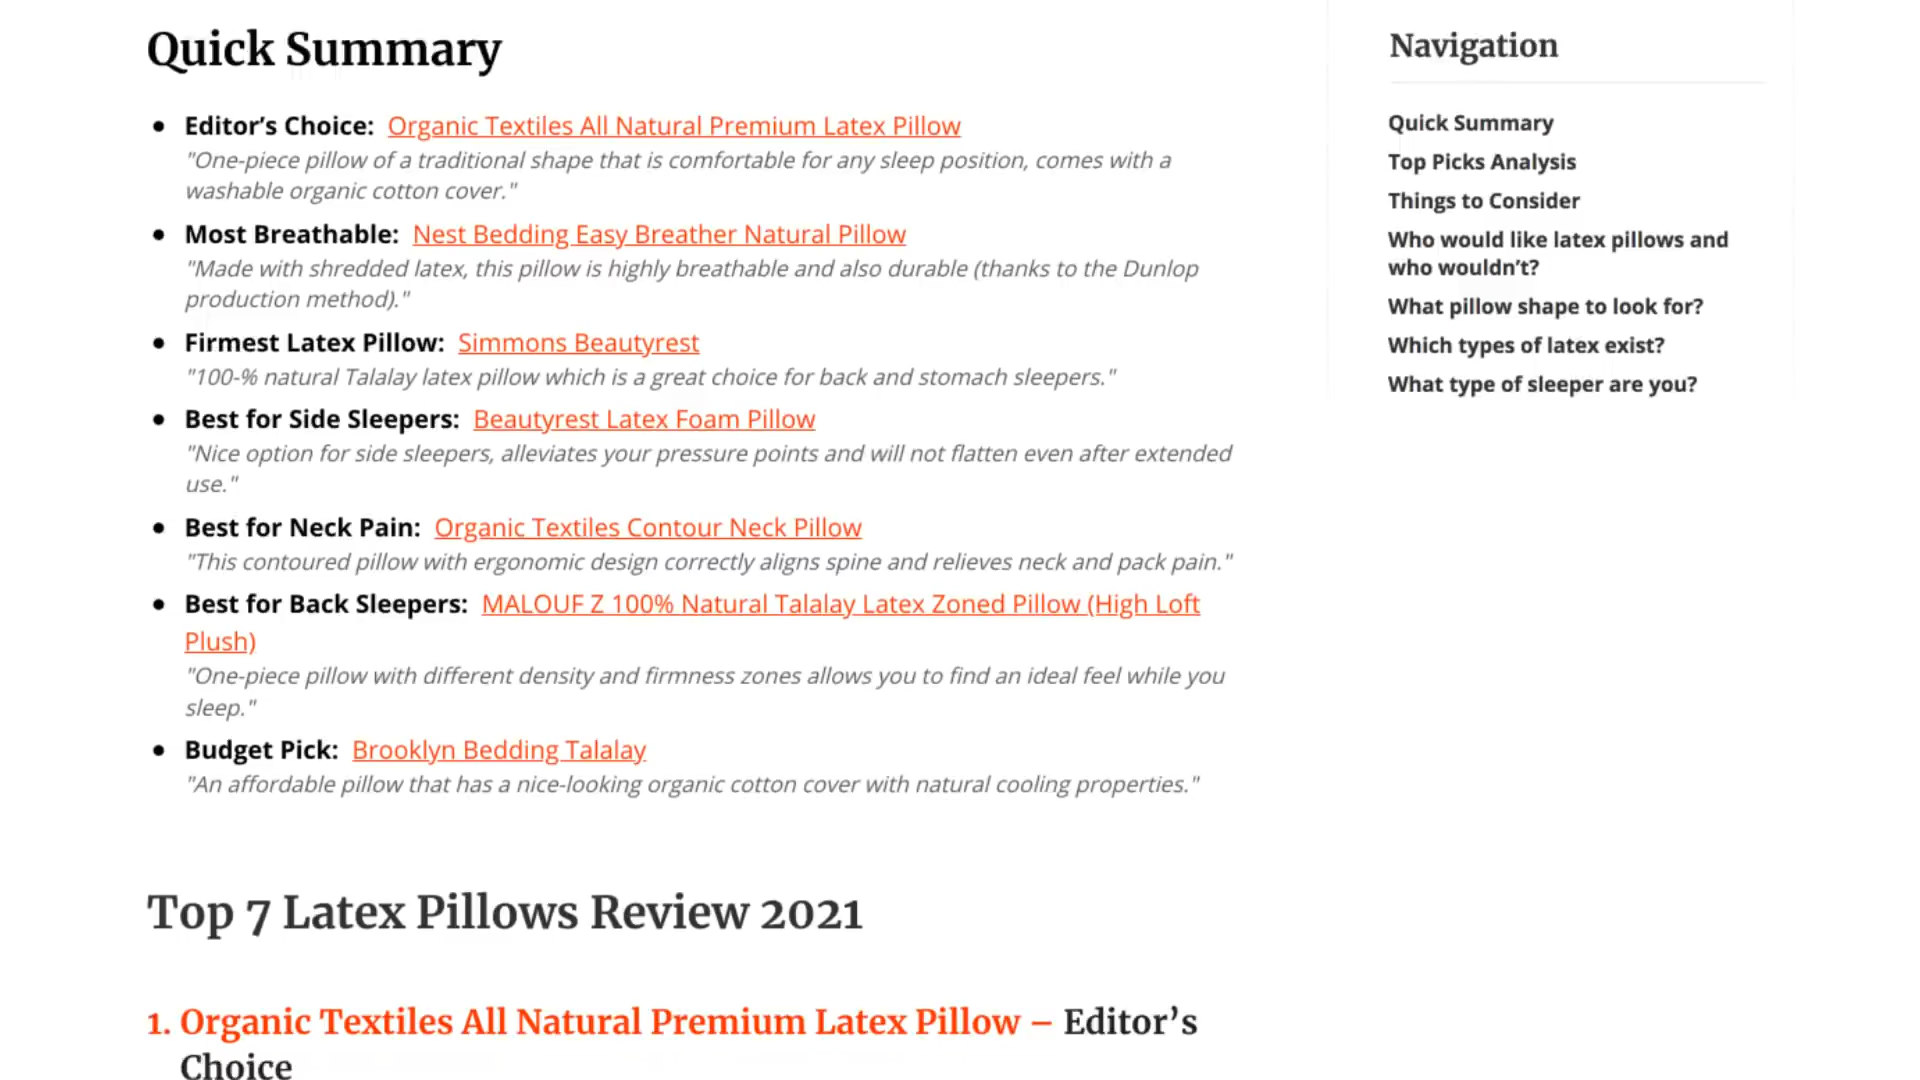 Quick Summary
• Editor’s Choice: Organic Textiles All Natural Premium Latex Pillow
"One-piece pillow of a traditional shape that is comfortable for any sleep position, comes with a
washable organic cotton cover."
• Most Breathable: Nest Bedding Easy Breather Natural Pillow
"Made with shredded latex, this pillow is highly breathable and also durable (thanks to the Dunlop
production method)."
• Firmest Latex Pillow: Simmons Beautyrest
"100-% natural Talalay latex pillow which is a great choice for back and stomach sleepers."
• Best for Side Sleepers: Beautyrest Latex Foam Pillow
"Nice option for side sleepers, alleviates your pressure points and will not flatten even after extended
use."
• Best for Neck Pain: Organic Textiles Contour Neck Pillow
"This contoured pillow with ergonomic design correctly aligns spine and relieves neck and pack pain."
• Best for Back Sleepers: MALOUF Z 100% Natural Talalay Latex Zoned Pillow (High Loft
Plush)
"One-piece pillow with different density and firmness zones allows you to find an ideal feel while you
sleep."
• Budget Pick: Brooklyn Bedding Talalay
"An affordable pillow that has a nice-looking organic cotton cover with natural cooling properties."
Top 7 Latex Pillows Review 2021
1. Organic Textiles All Natural Premium Latex Pillow – Editor’s
Choice
Navigation
Quick Summary
Top Picks Analysis
Things to Consider
Who would like latex pillows and
who wouldn’t?
What pillow shape to look for?
Which types of latex exist?
What type of sleeper are you?